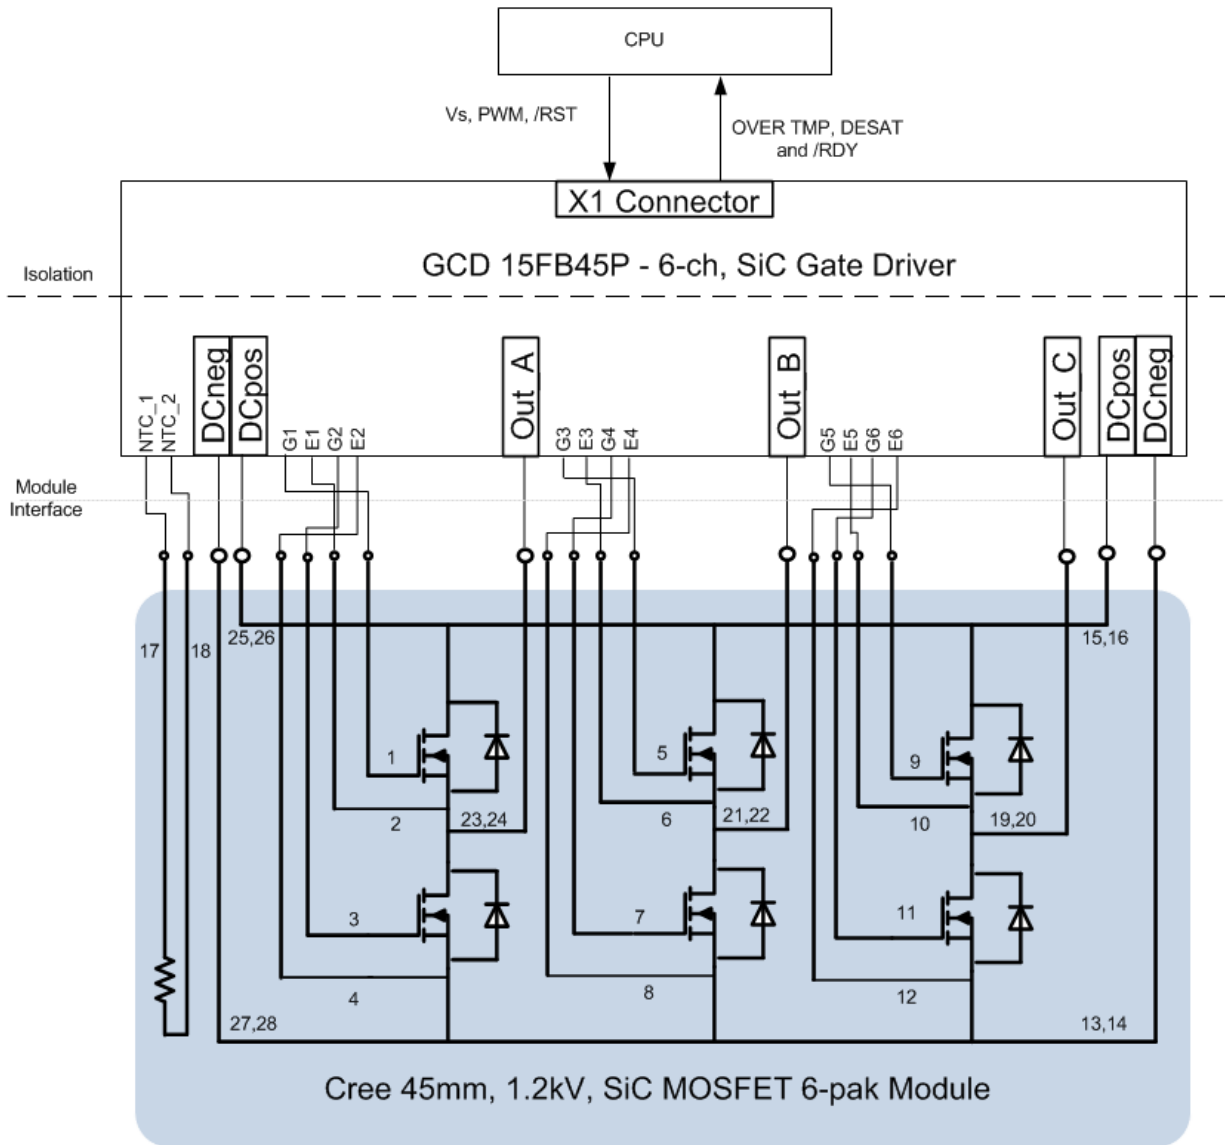 CPU
Vs, PWM, /RST
OVER TMP, DESAT
and /RDY
X1 Connector
GCD 15FB45P - 6-ch, SiC Gate Driver
Isolation
NTC_1
NTC_2
DCneg
DCpos
G1
E1
G2
E2
Out_A
G3
E3
G4
E4
Out_B
G5
E5
G6
E6
Out_C
DCpos
DCneg
Module
Interface
17
18
25,26
15,16
1
5
9
2
23,24
6
21,22
10
19,20
3
7
11
4
8
12
27,28
13,14
Cree 45mm, 1.2kV, SiC MOSFET 6-pak Module